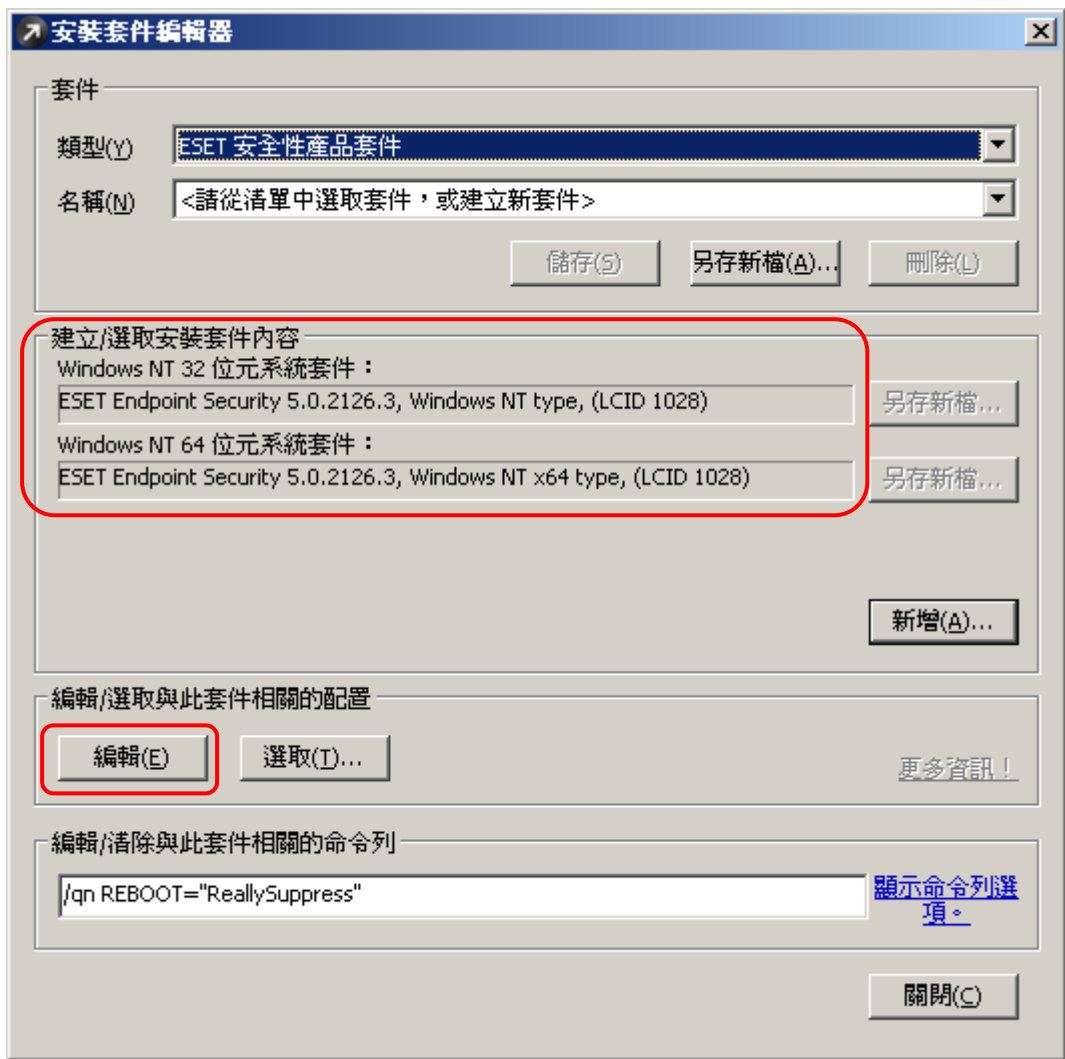 安裝套件編輯器
套件
類型(Y)
ESET 安全性產品套件
名稱(N)
<請從清單中選取套件，或建立新套件>
儲存(S)
另存新檔(A)...
刪除(L)
建立/選取安裝套件內容
Windows NT 32 位元系統套件：
ESET Endpoint Security 5.0.2126.3, Windows NT type, (LCID 1028)
另存新檔...
Windows NT 64 位元系統套件：
ESET Endpoint Security 5.0.2126.3, Windows NT x64 type, (LCID 1028)
另存新檔...
新增(A)...
編輯/選取與此套件相關的配置
編輯(E)
選取(T)...
更多資訊！
編輯/清除與此套件相關的命令列
/qn REBOOT="ReallySuppress"
顯示命令列選
項。
關閉(C)